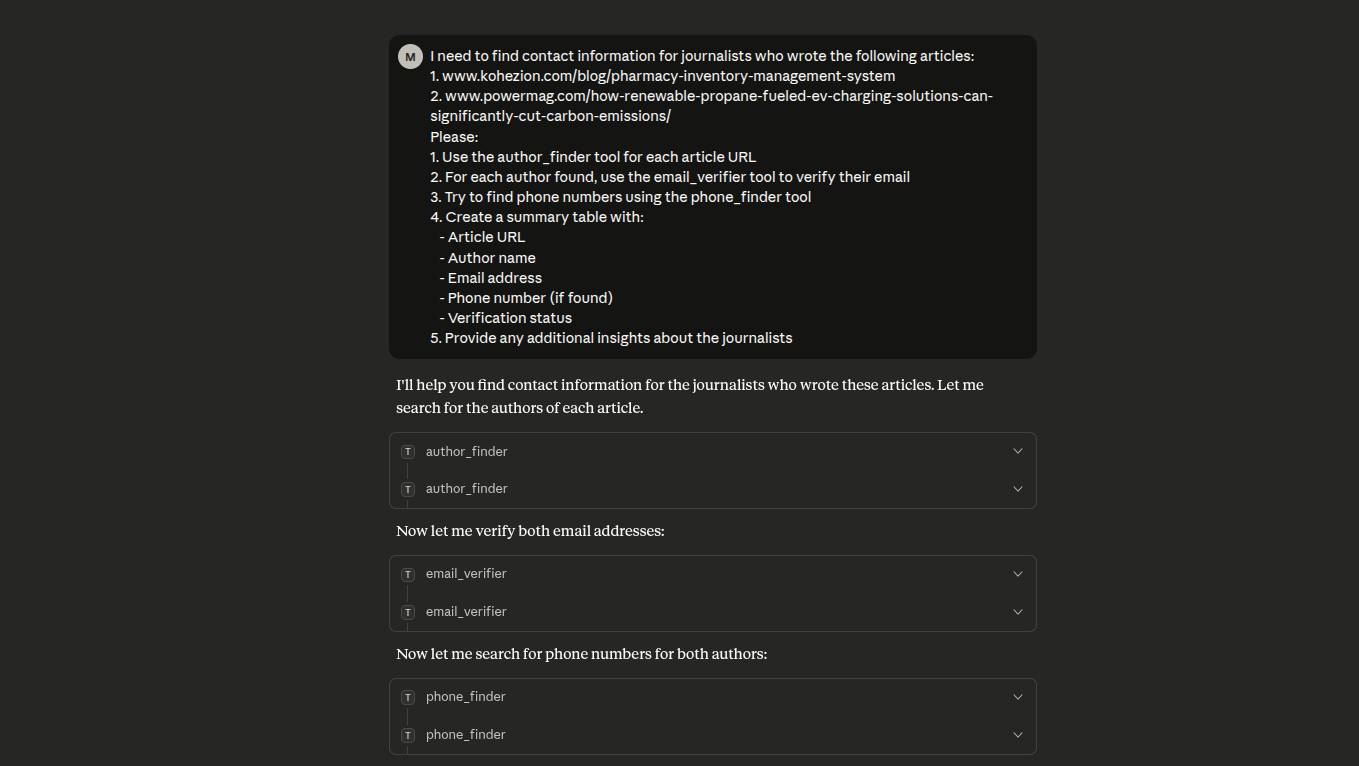 M
I need to find contact information for journalists who wrote the following articles:
1. www.kohezion.com/blog/pharmacy-inventory-management-system
2. www.powermag.com/how-renewable-propane-fueled-ev-charging-solutions-can-
significantly-cut-carbon-emissions/
Please:
1. Use the author_finder tool for each article URL
2. For each author found, use the email_verifier tool to verify their email
3. Try to find phone numbers using the phone_finder tool
4. Create a summary table with:
- Article URL
- Author name
- Email address
- Phone number (if found)
- Verification status
5. Provide any additional insights about the journalists
I'll help you find contact information for the journalists who wrote these articles. Let me
search for the authors of each article.
T author_finder
T author_finder
Now let me verify both email addresses:
T email_verifier
T email_verifier
Now let me search for phone numbers for both authors:
T phone_finder
T phone_finder